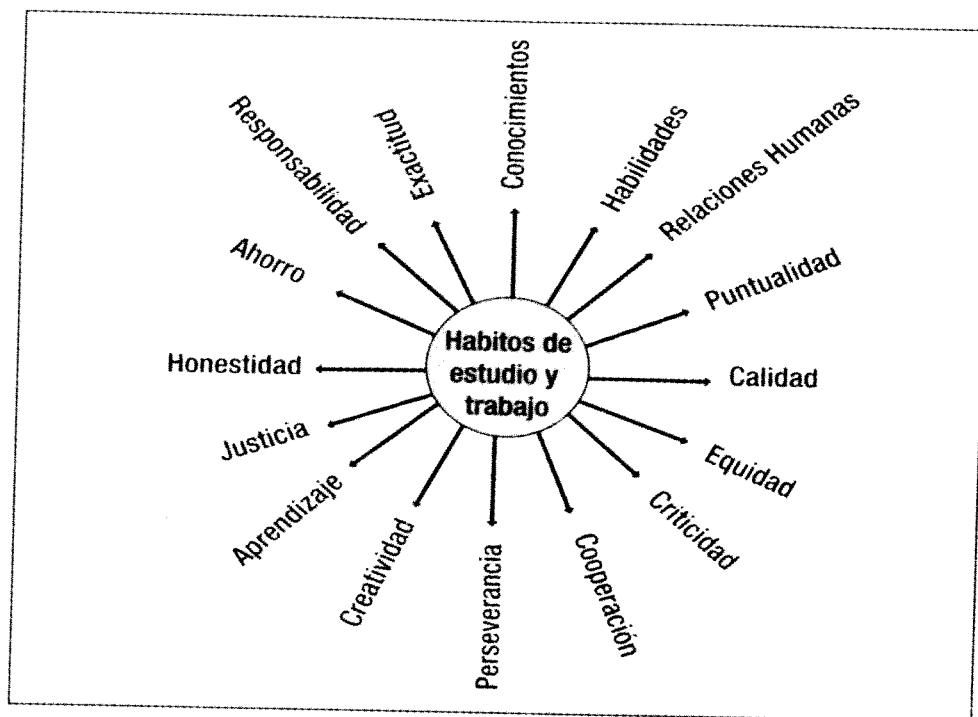 Habitos de
estudio y
trabajo
Conocimientos
Habilidades
Relaciones Humanas
Puntualidad
Calidad
Equidad
Criticidad
Cooperación
Perseverancia
Creatividad
Aprendizaje
Justicia
Honestidad
Ahorro
Responsabilidad
Exactitud